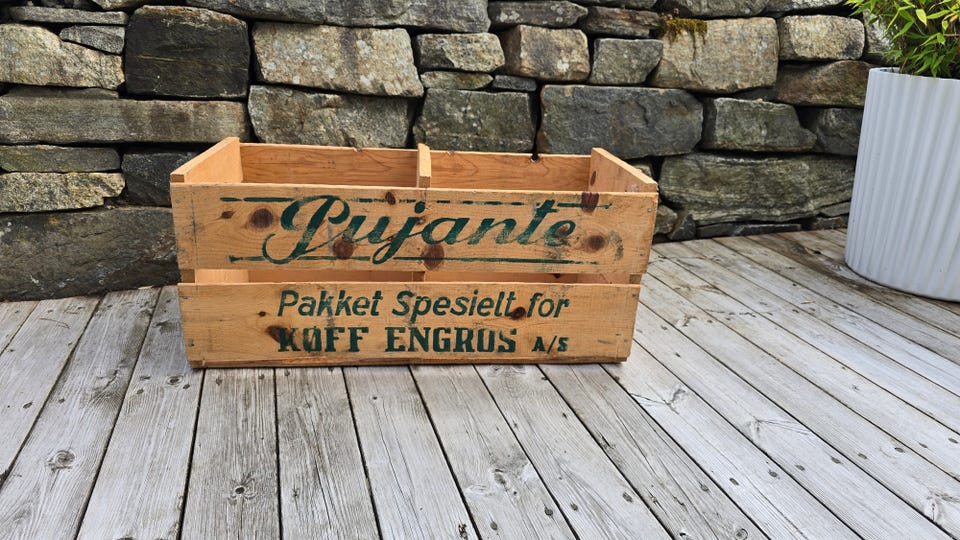 Pujante
Pakket Spesielt for
KØFF ENGROS A/S